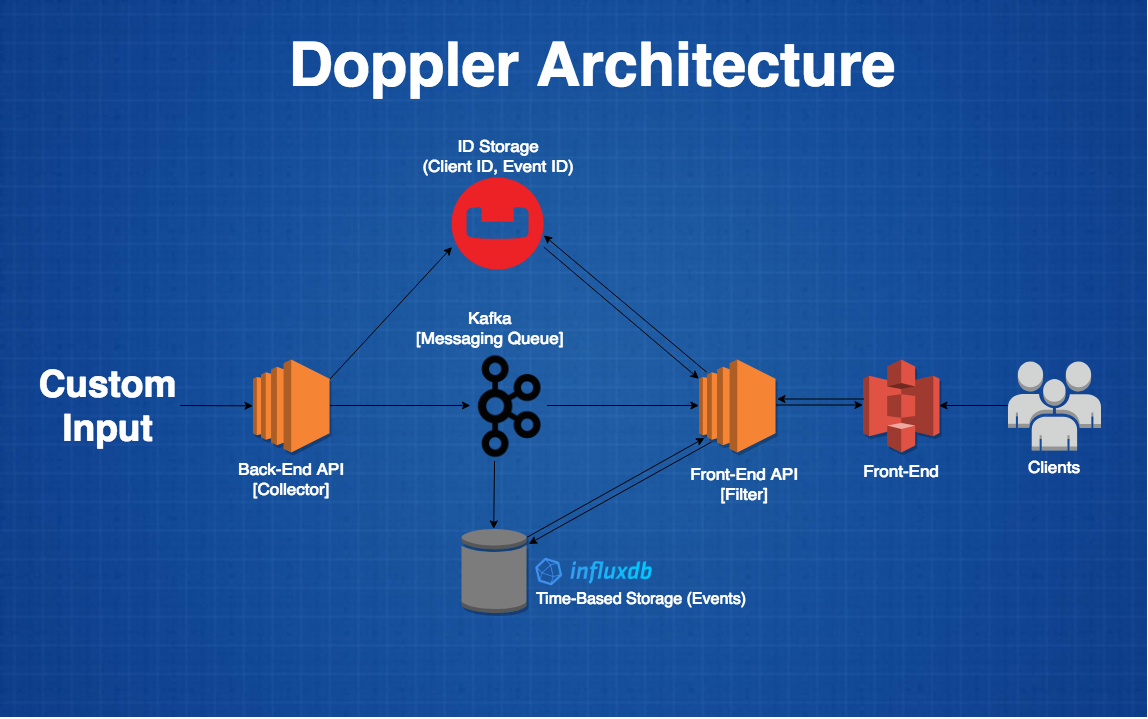 Doppler Architecture
ID Storage
(Client ID, Event ID)
Kafka
[Messaging Queue]
Custom
Input
Back-End API
[Collector]
Front-End API
[Filter]
Front-End
Clients
influxdb
Time-Based Storage (Events)